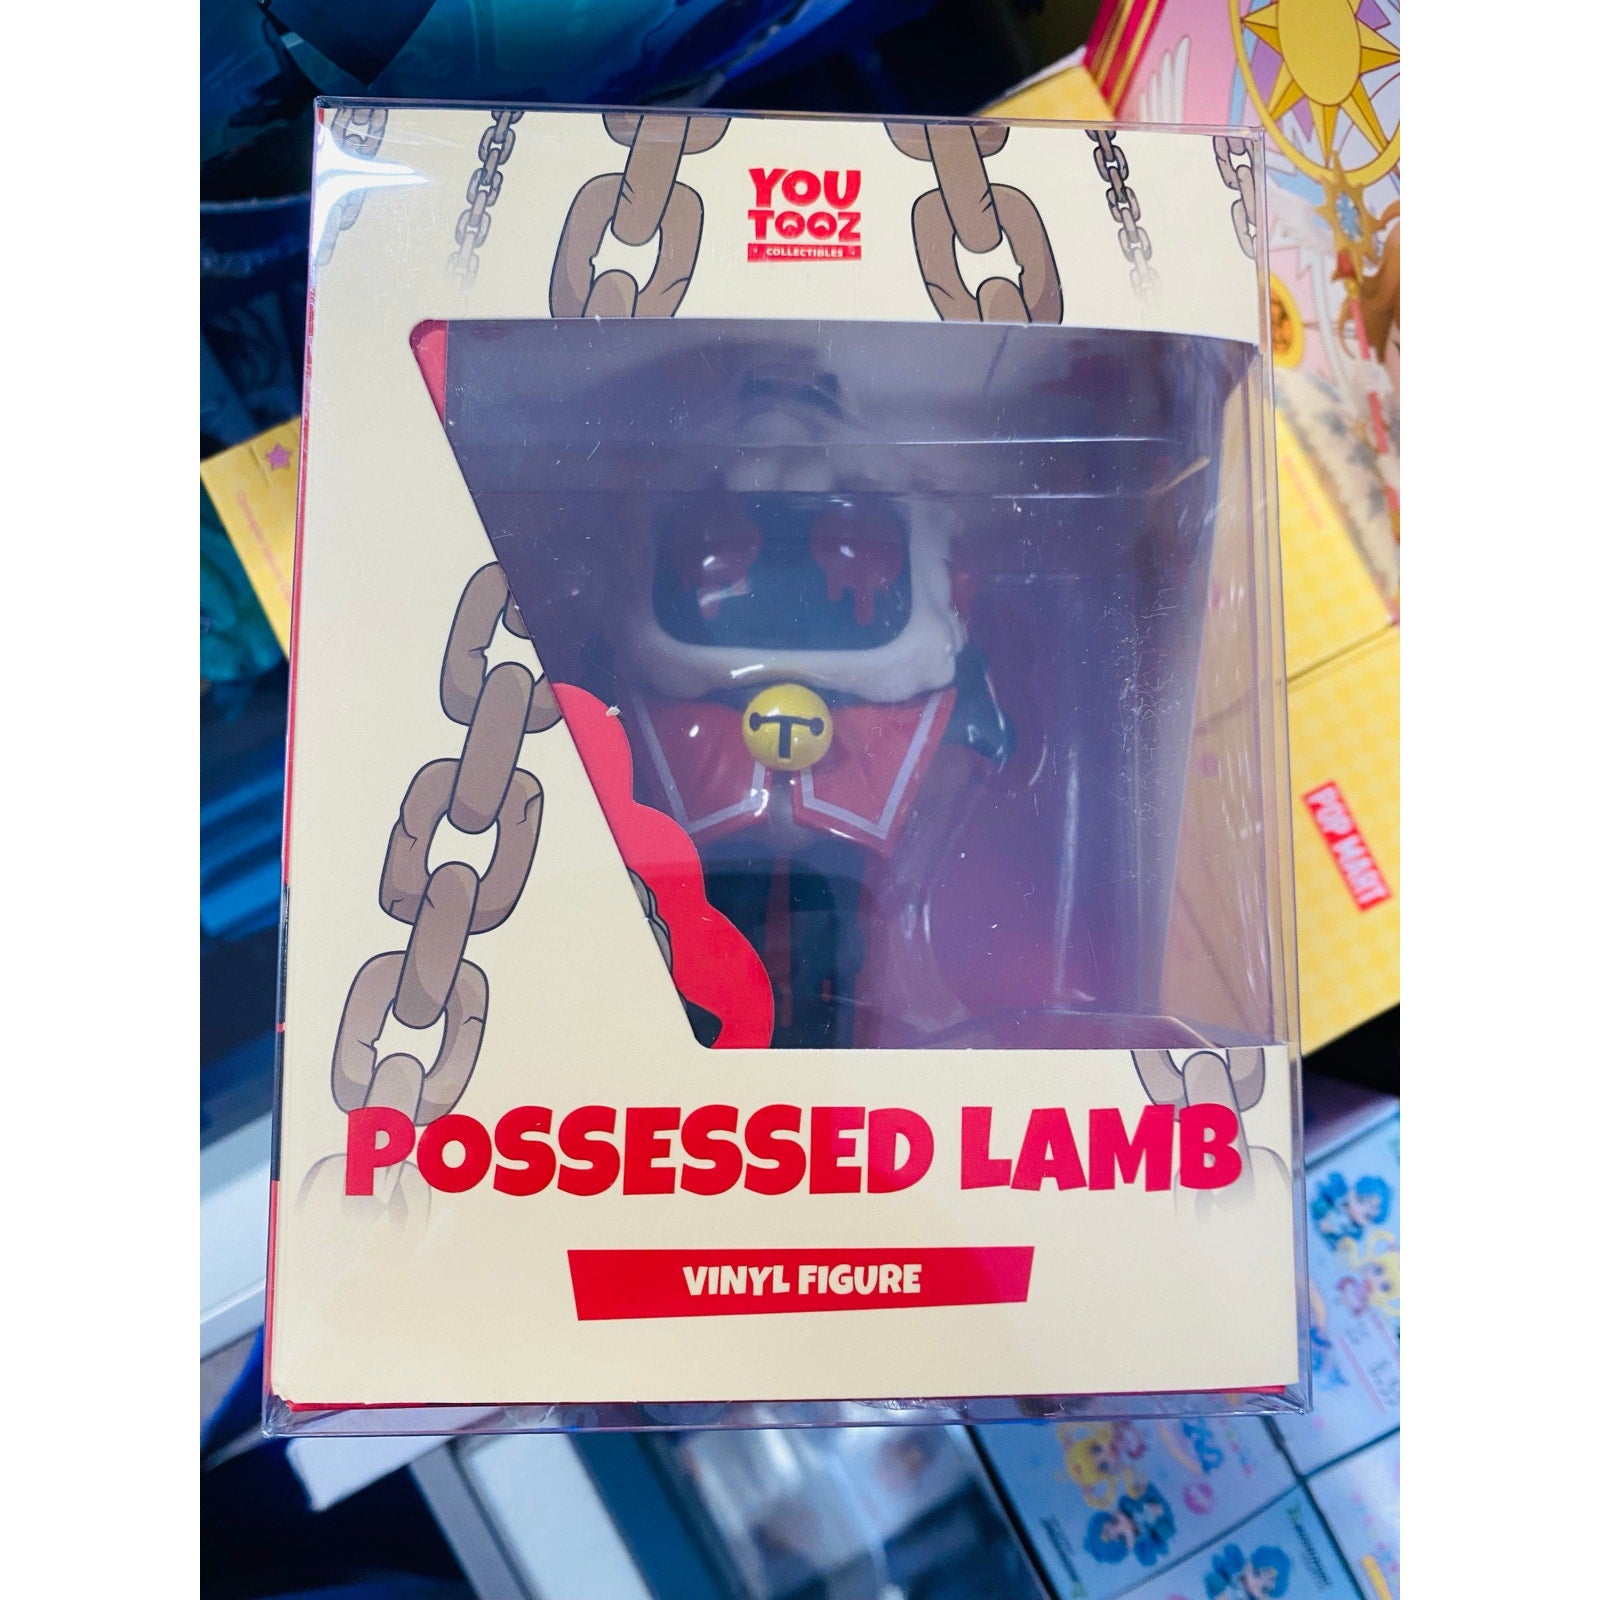 YOU
TOOZ
COLLECTIBLES
T
POP MART
POSSESSED LAMB
VINYL FIGURE